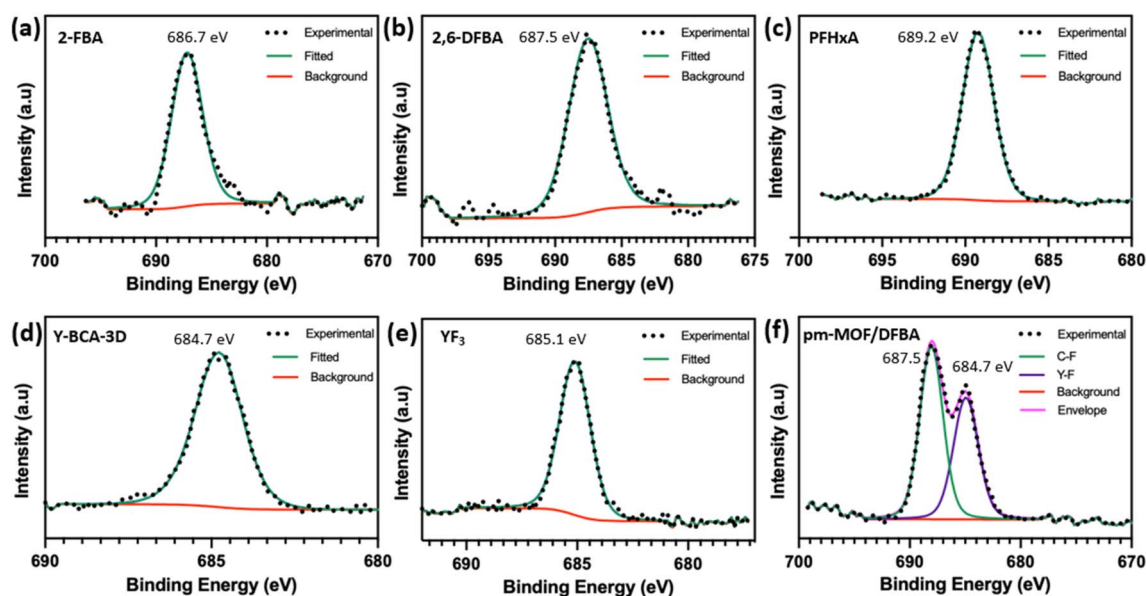 (a) 2-FBA 686.7 eV
Experimental
Fitted
Background
Intensity (a.u)
700 690 680 670
Binding Energy (eV)
(b) 2,6-DFBA 687.5 eV
Experimental
Fitted
Background
Intensity (a.u)
700 695 690 685 680 675
Binding Energy (eV)
(c) PFHxA 689.2 eV
Experimental
Fitted
Background
Intensity (a.u)
700 695 690 685 680
Binding Energy (eV)
(d) Y-BCA-3D 684.7 eV
Experimental
Fitted
Background
Intensity (a.u)
690 685 680
Binding Energy (eV)
(e) YF₃ 685.1 eV
Experimental
Fitted
Background
Intensity (a.u)
690 685 680
Binding Energy (eV)
(f) pm-MOF/DFBA
687.5 684.7 eV
Experimental
C-F
Y-F
Background
Envelope
Intensity (a.u)
700 690 680 670
Binding Energy (eV)